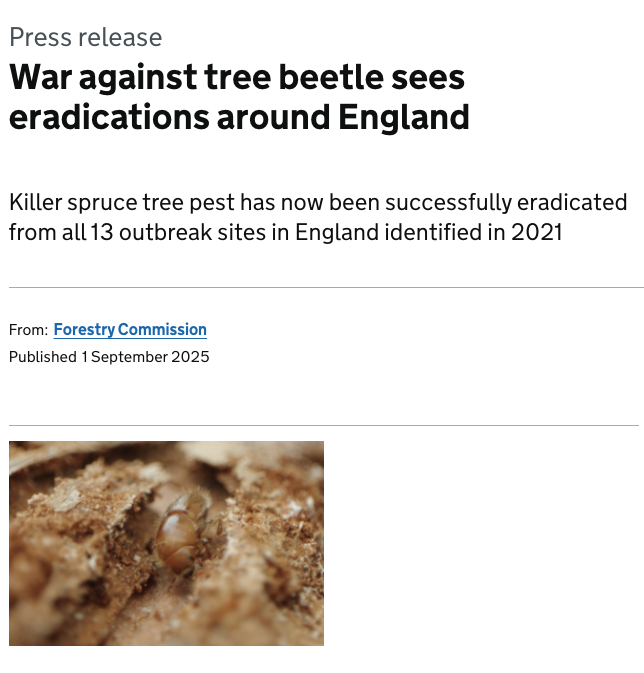 Press release
War against tree beetle sees
eradications around England
Killer spruce tree pest has now been successfully eradicated
from all 13 outbreak sites in England identified in 2021
From: Forestry Commission
Published 1 September 2025